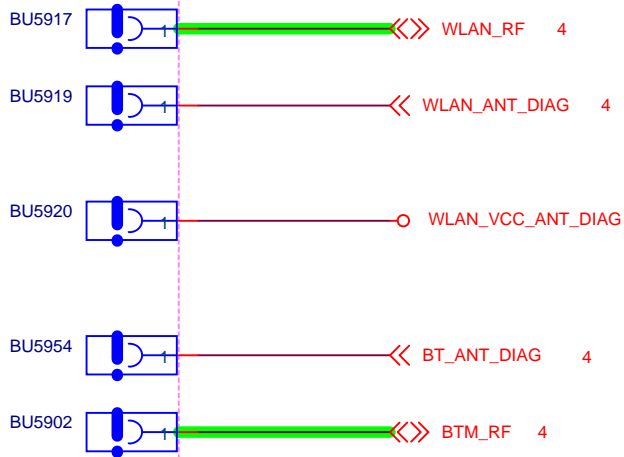 BU5917 1 WLAN_RF 4
BU5919 1 WLAN_ANT_DIAG 4
BU5920 1 WLAN_VCC_ANT_DIAG
BU5954 1 BT_ANT_DIAG 4
BU5902 1 BTM_RF 4